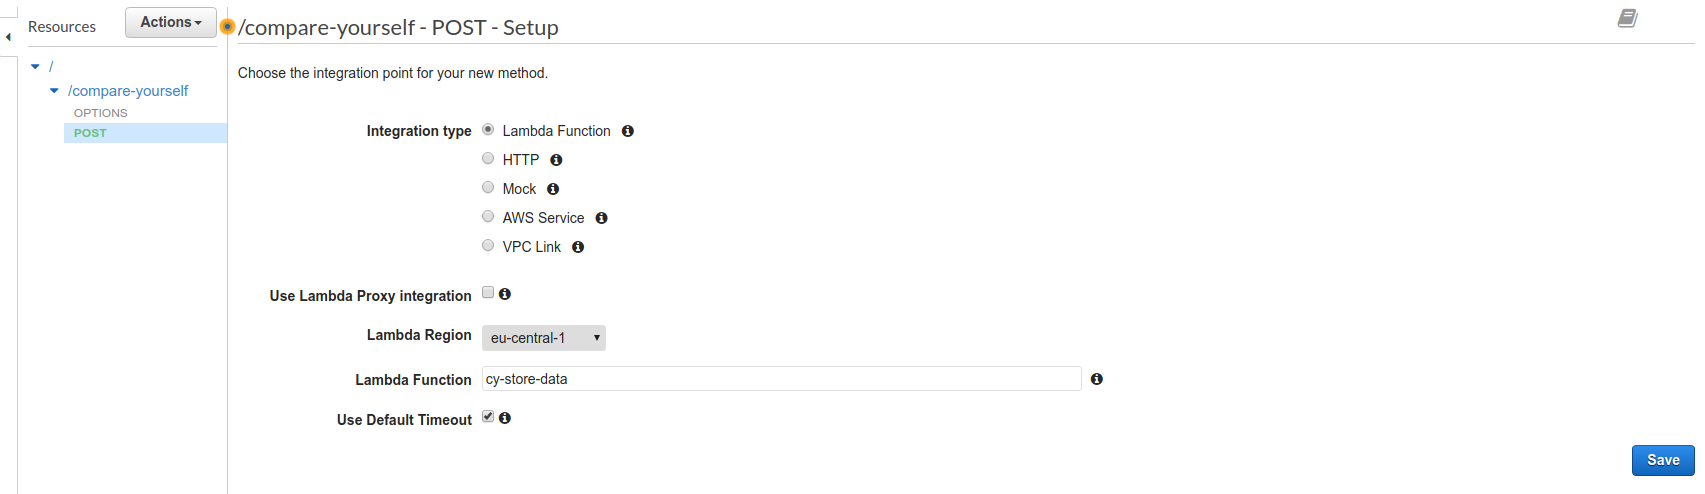 Resources
Actions
/compare-yourself - POST - Setup
/
/compare-yourself
OPTIONS
POST
Choose the integration point for your new method.
Integration type
Lambda Function
HTTP
Mock
AWS Service
VPC Link
Use Lambda Proxy integration
Lambda Region eu-central-1
Lambda Function cy-store-data
Use Default Timeout
Save